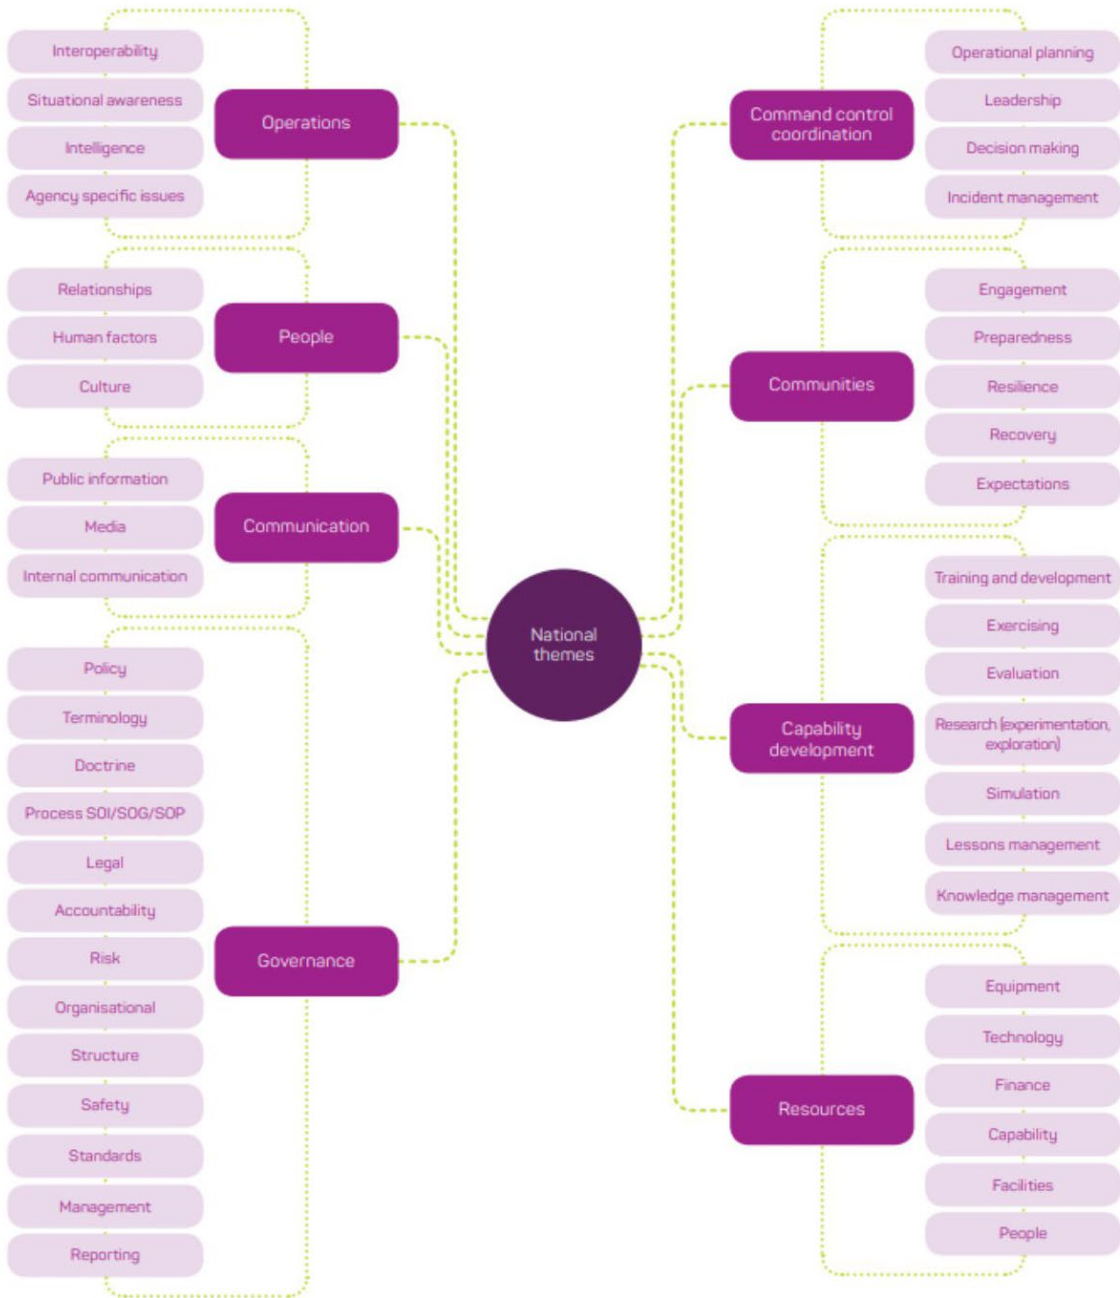 Interoperability
Situational awareness
Intelligence
Agency specific issues
Operations
Relationships
Human factors
Culture
People
Public information
Media
Internal communication
Communication
Policy
Terminology
Doctrine
Process SOI/SOG/SOP
Legal
Accountability
Risk
Organisational
Structure
Safety
Standards
Management
Reporting
Governance
National
themes
Command control
coordination
Operational planning
Leadership
Decision making
Incident management
Communities
Engagement
Preparedness
Resilience
Recovery
Expectations
Capability
development
Training and development
Exercising
Evaluation
Research (experimentation,
exploration)
Simulation
Lessons management
Knowledge management
Resources
Equipment
Technology
Finance
Capability
Facilities
People